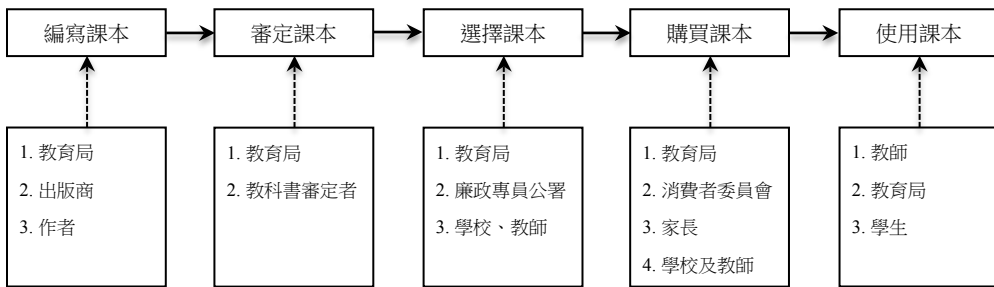 編寫課本
審定課本
選擇課本
購買課本
使用課本
1. 教育局
2. 出版商
3. 作者
1. 教育局
2. 教科書審定者
1. 教育局
2. 廉政專員公署
3. 學校、教師
1. 教育局
2. 消費者委員會
3. 家長
4. 學校及教師
1. 教師
2. 教育局
3. 學生